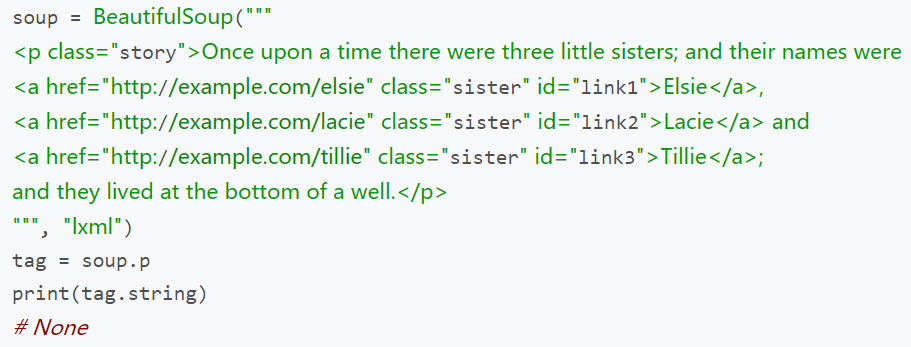 soup = BeautifulSoup("""
<p class="story">Once upon a time there were three little sisters; and their names were
<a href="http://example.com/elsie" class="sister" id="link1">Elsie</a>,
<a href="http://example.com/lacie" class="sister" id="link2">Lacie</a> and
<a href="http://example.com/tillie" class="sister" id="link3">Tillie</a>;
and they lived at the bottom of a well.</p>
""", "lxml")
tag = soup.p
print(tag.string)
# None